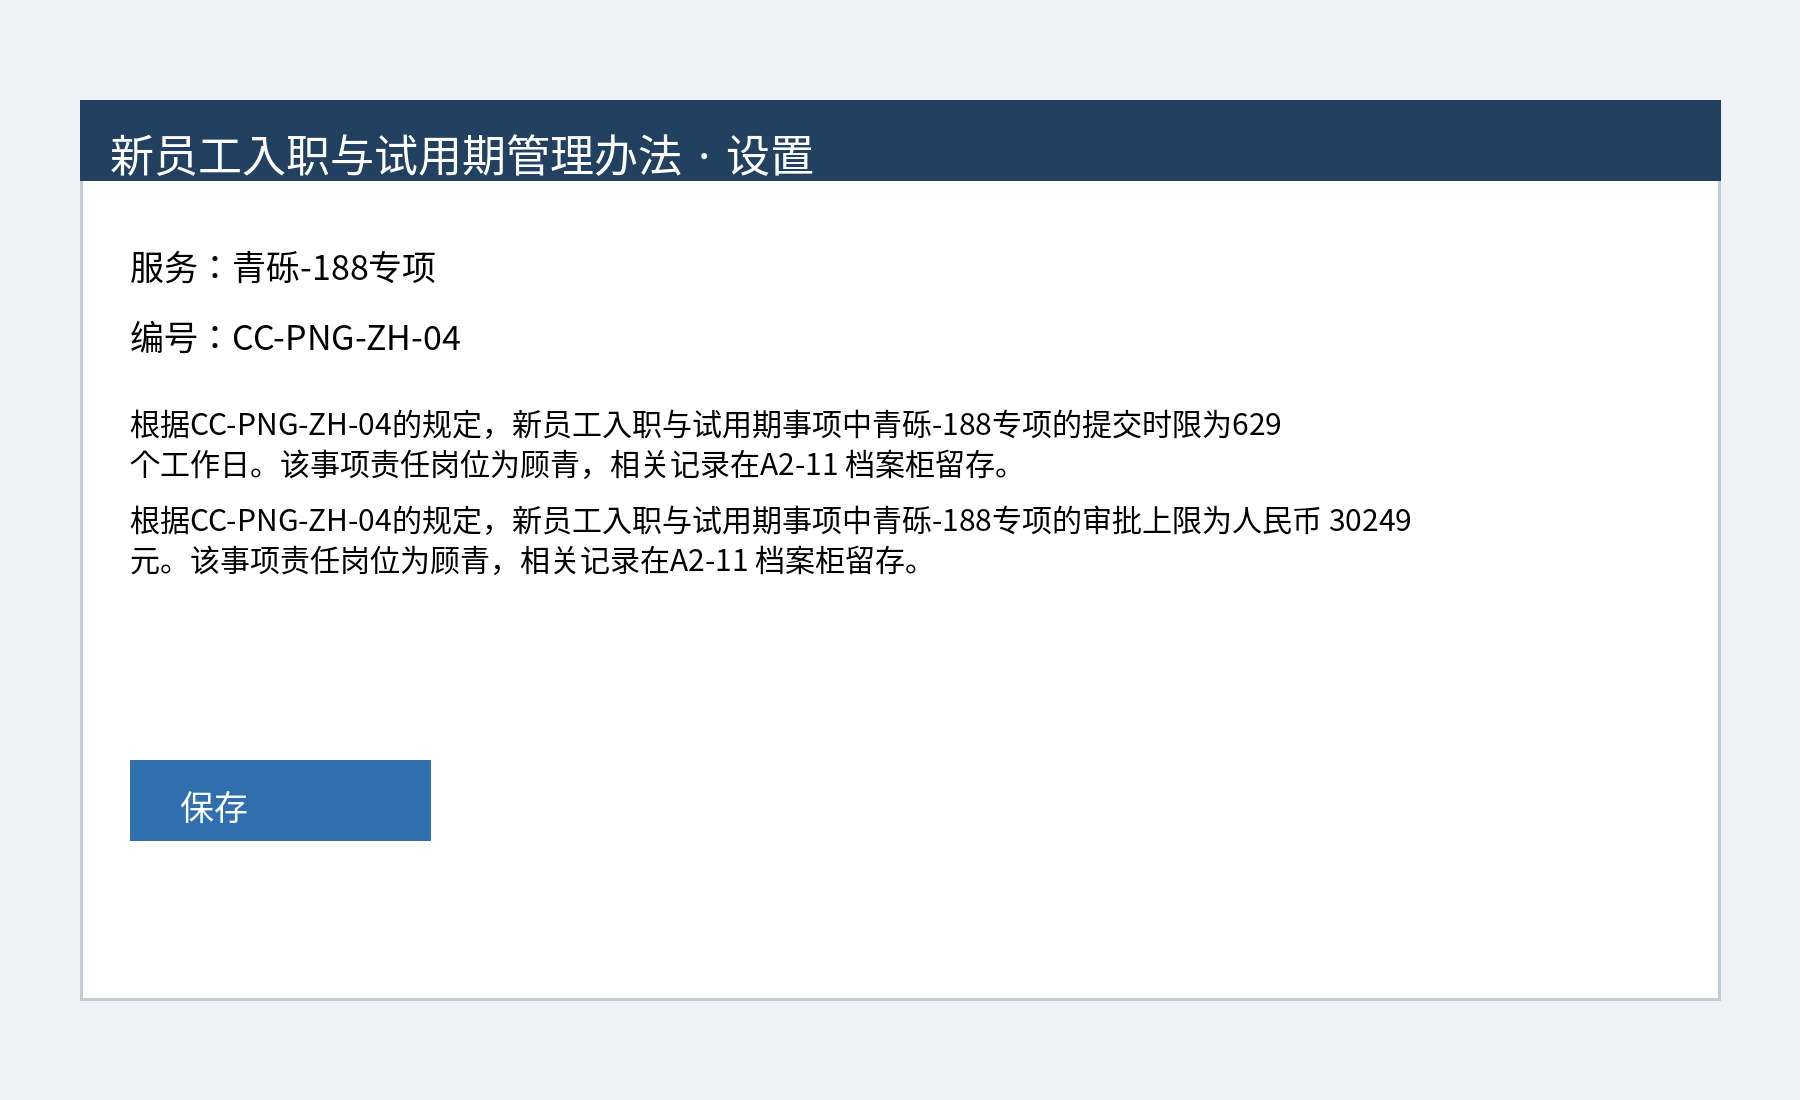 新员工入职与试用期管理办法 · 设置
服务：青砾-188专项
编号：CC-PNG-ZH-04
根据CC-PNG-ZH-04的规定，新员工入职与试用期事项中青砾-188专项的提交时限为629
个工作日。该事项责任岗位为顾青，相关记录在A2-11 档案柜留存。
根据CC-PNG-ZH-04的规定，新员工入职与试用期事项中青砾-188专项的审批上限为人民币 30249
元。该事项责任岗位为顾青，相关记录在A2-11 档案柜留存。
保存